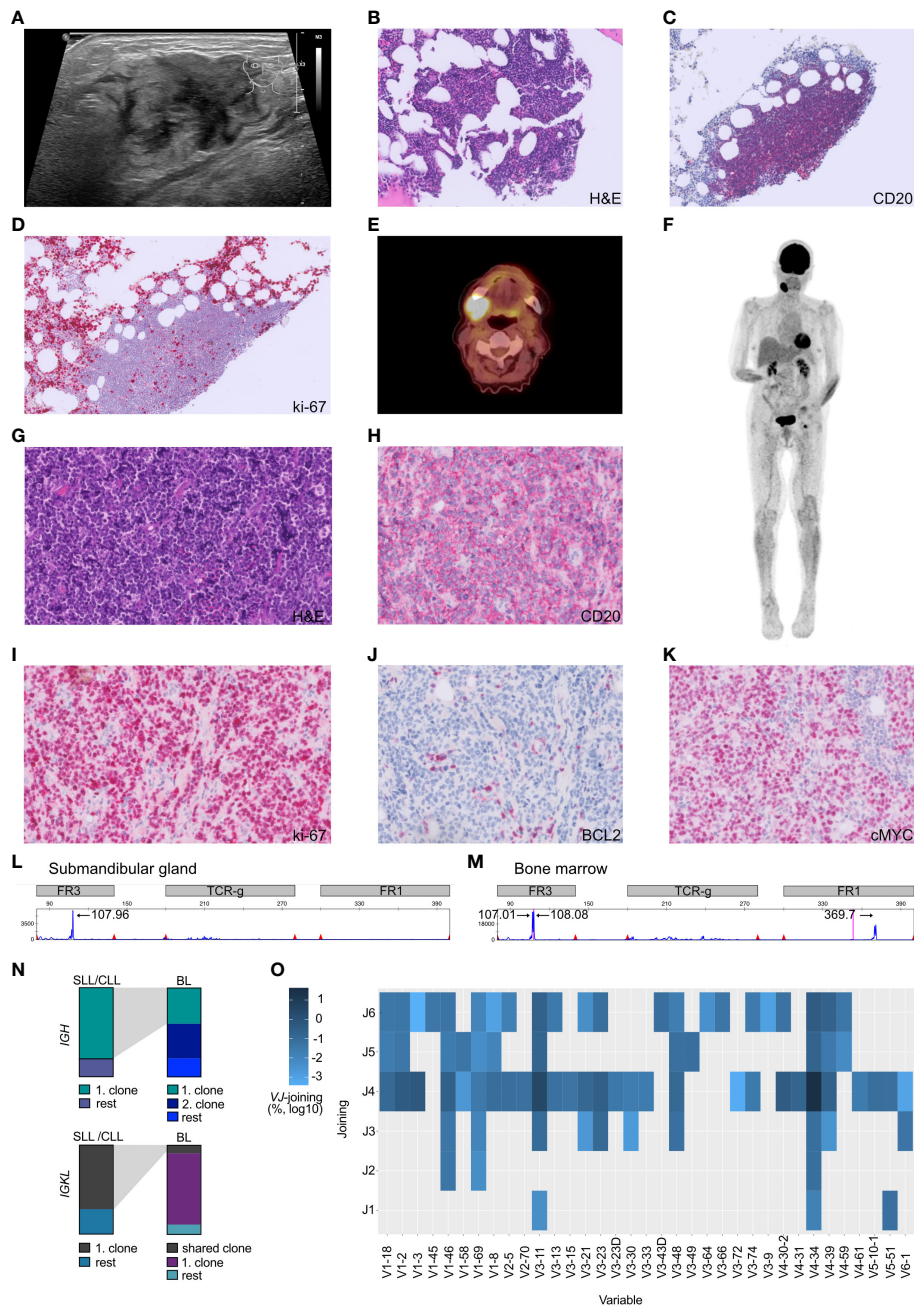 A
B
C
M3
H&E
CD20
D
E
F
ki-67
G
H
H&E
CD20
I
J
K
ki-67
BCL2
cMYC
L Submandibular gland
FR3 TCR-g FR1
90 150 210 270 330 390
3500
0
107.96
M Bone marrow
FR3 TCR-g FR1
90 150 210 270 330 390
18000
0
107.01 108.08 369.7
N
SLL/CLL BL
IGH
1. clone
rest
1. clone
2. clone
rest
SLL/CLL BL
IGKL
1. clone
rest
shared clone
1. clone
rest
O
1
0
-1
-2
-3
VJ-joining
(%, log10)
Joining
J6
J5
J4
J3
J2
J1
V1-18
V1-2
V1-3
V1-45
V1-46
V1-58
V1-69
V1-8
V2-5
V2-70
V3-11
V3-13
V3-15
V3-21
V3-23
V3-23D
V3-30
V3-33
V3-43D
V3-48
V3-49
V3-64
V3-66
V3-72
V3-74
V3-9
V4-30-2
V4-31
V4-34
V4-39
V4-59
V4-61
V5-10-1
V5-51
V6-1
Variable